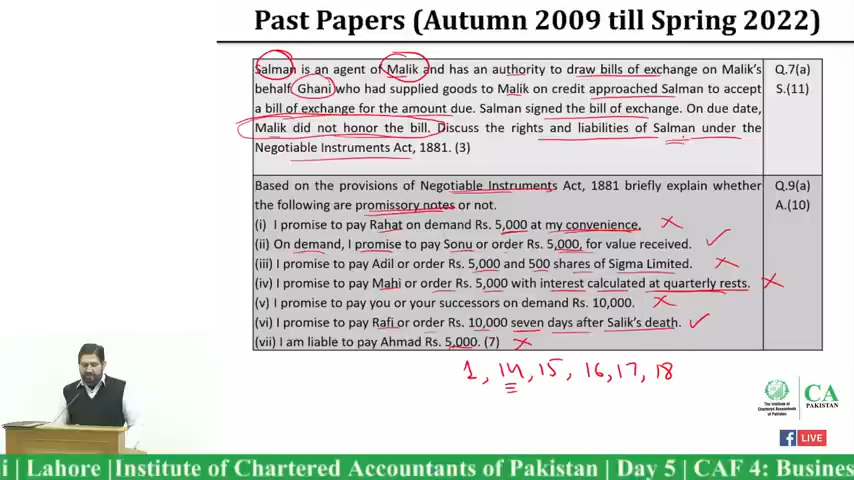 Past Papers (Autumn 2009 till Spring 2022)
Salman is an agent of Malik and has an authority to draw bills of exchange on Malik's
behalf Ghani who had supplied goods to Malik on credit approached Salman to accept
a bill of exchange for the amount due. Salman signed the bill of exchange. On due date,
Malik did not honor the bill. Discuss the rights and liabilities of Salman under the
Negotiable Instruments Act, 1881. (3)
Q.7(a)
S.(11)
Based on the provisions of Negotiable Instruments Act, 1881 briefly explain whether
the following are promissory notes or not.
(i) I promise to pay Rahat on demand Rs. 5,000 at my convenience.
(ii) On demand, I promise to pay Sonu or order Rs. 5,000, for value received.
(iii) I promise to pay Adil or order Rs. 5,000 and 500 shares of Sigma Limited.
(iv) I promise to pay Mahi or order Rs. 5,000 with interest calculated at quarterly rests.
(v) I promise to pay you or your successors on demand Rs. 10,000.
(vi) I promise to pay Rafi or order Rs. 10,000 seven days after Salik's death.
(vii) I am liable to pay Ahmad Rs. 5,000. (7)
Q.9(a)
A.(10)
1, 14, 15, 16, 17, 18
The Institute of
Chartered Accountants
of Pakistan
CA
PAKISTAN
f LIVE
i | Lahore |Institute of Chartered Accountants of Pakistan | Day 5 | CAF 4: Busines